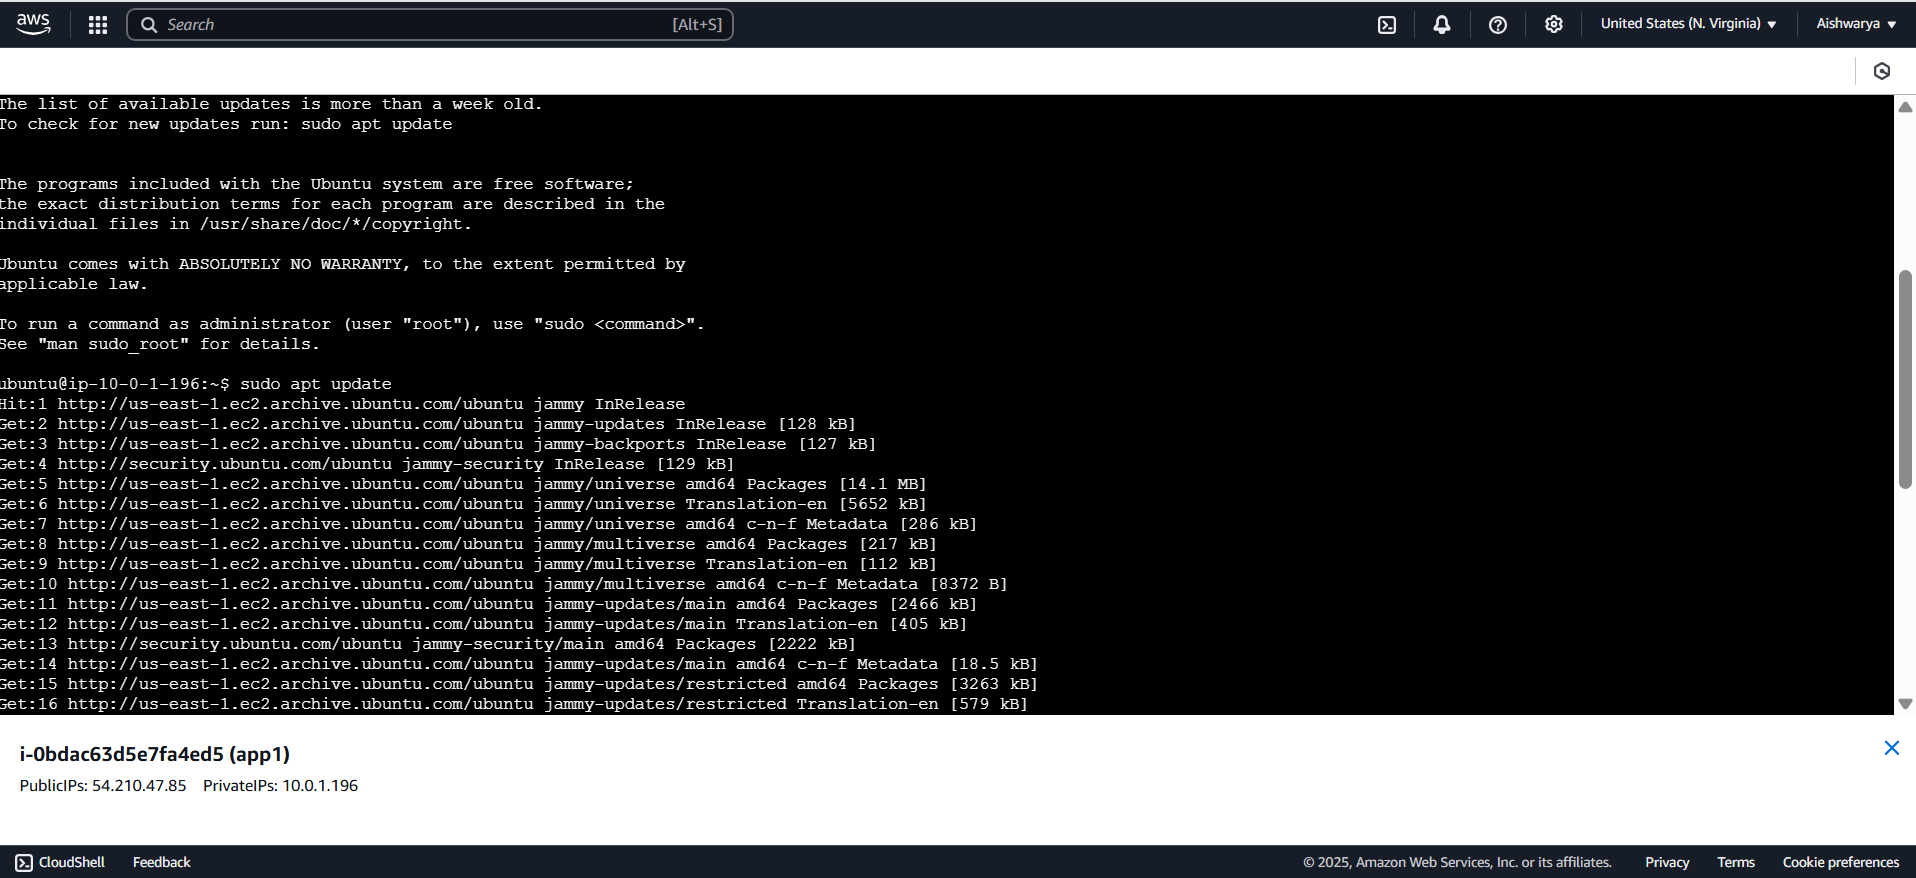 aws
Search [Alt+S]
United States (N. Virginia)
Aishwarya
The list of available updates is more than a week old.
To check for new updates run: sudo apt update
The programs included with the Ubuntu system are free software;
the exact distribution terms for each program are described in the
individual files in /usr/share/doc/*/copyright.
Ubuntu comes with ABSOLUTELY NO WARRANTY, to the extent permitted by
applicable law.
To run a command as administrator (user "root"), use "sudo <command>".
See "man sudo_root" for details.
ubuntu@ip-10-0-1-196:~$ sudo apt update
Hit:1 http://us-east-1.ec2.archive.ubuntu.com/ubuntu jammy InRelease
Get:2 http://us-east-1.ec2.archive.ubuntu.com/ubuntu jammy-updates InRelease [128 kB]
Get:3 http://us-east-1.ec2.archive.ubuntu.com/ubuntu jammy-backports InRelease [127 kB]
Get:4 http://security.ubuntu.com/ubuntu jammy-security InRelease [129 kB]
Get:5 http://us-east-1.ec2.archive.ubuntu.com/ubuntu jammy/universe amd64 Packages [14.1 MB]
Get:6 http://us-east-1.ec2.archive.ubuntu.com/ubuntu jammy/universe Translation-en [5652 kB]
Get:7 http://us-east-1.ec2.archive.ubuntu.com/ubuntu jammy/universe amd64 c-n-f Metadata [286 kB]
Get:8 http://us-east-1.ec2.archive.ubuntu.com/ubuntu jammy/multiverse amd64 Packages [217 kB]
Get:9 http://us-east-1.ec2.archive.ubuntu.com/ubuntu jammy/multiverse Translation-en [112 kB]
Get:10 http://us-east-1.ec2.archive.ubuntu.com/ubuntu jammy/multiverse amd64 c-n-f Metadata [8372 B]
Get:11 http://us-east-1.ec2.archive.ubuntu.com/ubuntu jammy-updates/main amd64 Packages [2466 kB]
Get:12 http://us-east-1.ec2.archive.ubuntu.com/ubuntu jammy-updates/main Translation-en [405 kB]
Get:13 http://security.ubuntu.com/ubuntu jammy-security/main amd64 Packages [2222 kB]
Get:14 http://us-east-1.ec2.archive.ubuntu.com/ubuntu jammy-updates/main amd64 c-n-f Metadata [18.5 kB]
Get:15 http://us-east-1.ec2.archive.ubuntu.com/ubuntu jammy-updates/restricted amd64 Packages [3263 kB]
Get:16 http://us-east-1.ec2.archive.ubuntu.com/ubuntu jammy-updates/restricted Translation-en [579 kB]
i-0bdac63d5e7fa4ed5 (app1)
PublicIPs: 54.210.47.85 PrivateIPs: 10.0.1.196
CloudShell Feedback © 2025, Amazon Web Services, Inc. or its affiliates. Privacy Terms Cookie preferences